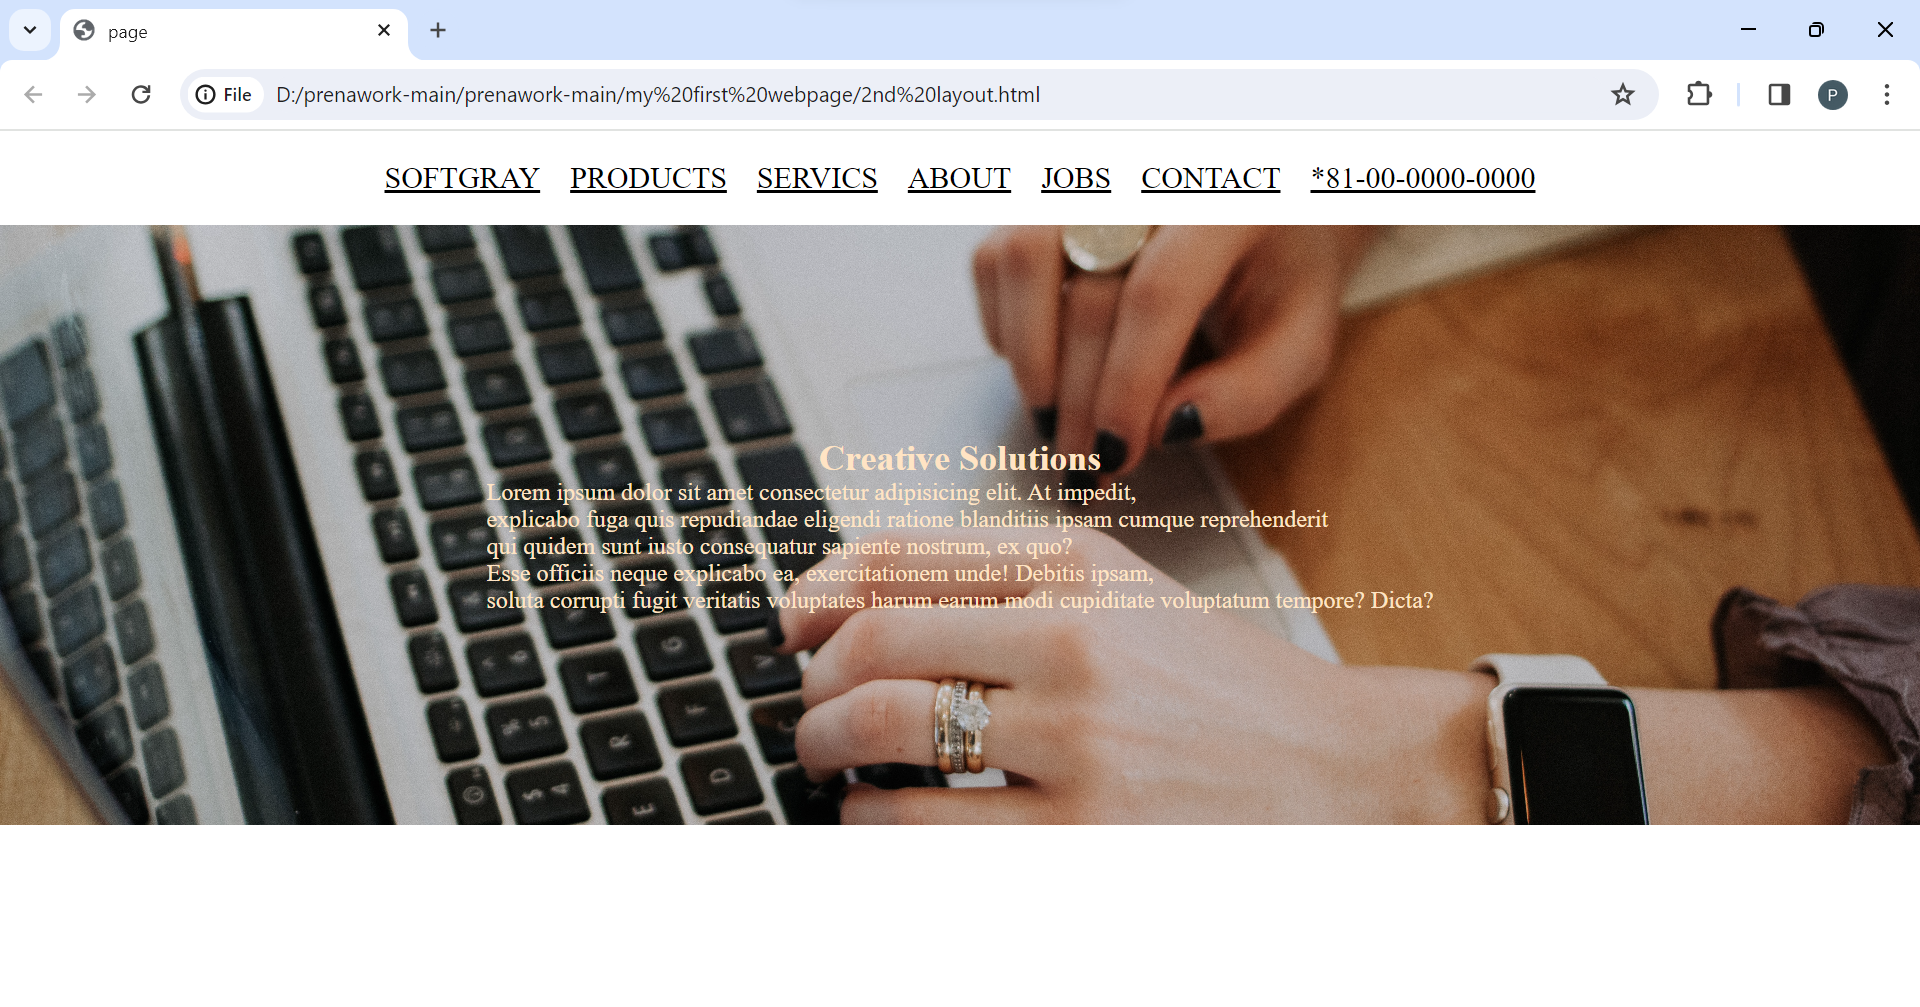 page
File D:/prenawork-main/prenawork-main/my%20first%20webpage/2nd%20layout.html
P
SOFTGRAY PRODUCTS SERVICS ABOUT JOBS CONTACT *81-00-0000-0000
Creative Solutions
Lorem ipsum dolor sit amet consectetur adipisicing elit. At impedit,
explicabo fuga quis repudiandae eligendi ratione blanditiis ipsam cumque reprehenderit
qui quidem sunt iusto consequatur sapiente nostrum, ex quo?
Esse officiis neque explicabo ea, exercitationem unde! Debitis ipsam,
soluta corrupti fugit veritatis voluptates harum earum modi cupiditate voluptatum tempore? Dicta?